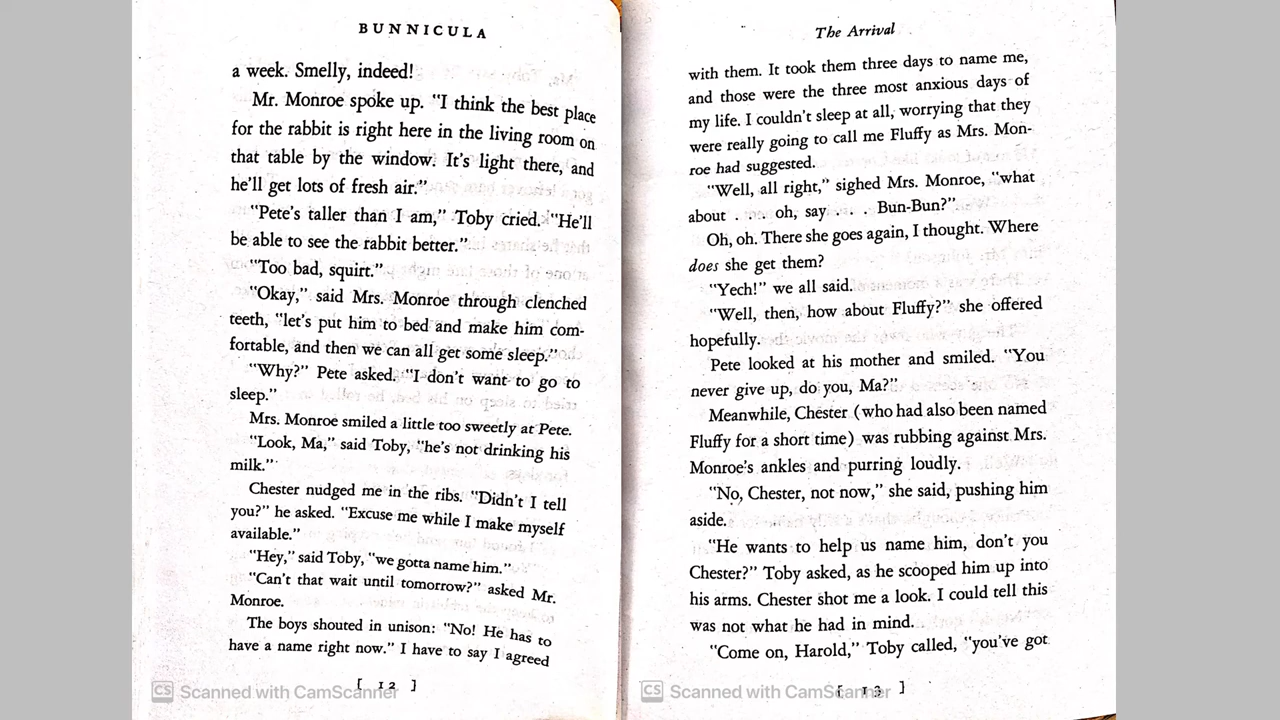 BUNNICULA
a week. Smelly, indeed!
Mr. Monroe spoke up. "I think the best place
for the rabbit is right here in the living room on
that table by the window. It's light there, and
he'll get lots of fresh air."
"Pete's taller than I am," Toby cried. "He'll
be able to see the rabbit better."
"Too bad, squirt."
"Okay," said Mrs. Monroe through clenched
teeth, "let's put him to bed and make him com-
fortable, and then we can all get some sleep."
"Why?" Pete asked. "I don't want to go to
sleep."
Mrs. Monroe smiled a little too sweetly at Pete.
"Look, Ma," said Toby, "he's not drinking his
milk."
Chester nudged me in the ribs. "Didn't I tell
you?" he asked. "Excuse me while I make myself
available."
"Hey," said Toby, "we gotta name him."
"Can't that wait until tomorrow?" asked Mr.
Monroe.
The boys shouted in unison: "No! He has to
have a name right now." I have to say I agreed
[ 12 ]
CS Scanned with CamScanner
The Arrival
with them. It took them three days to name me,
and those were the three most anxious days of
my life. I couldn't sleep at all, worrying that they
were really going to call me Fluffy as Mrs. Mon-
roe had suggested.
"Well, all right," sighed Mrs. Monroe, "what
about . . . oh, say . . . Bun-Bun?"
Oh, oh. There she goes again, I thought. Where
does she get them?
"Yech!" we all said.
"Well, then, how about Fluffy?" she offered
hopefully.
Pete looked at his mother and smiled. "You
never give up, do you, Ma?"
Meanwhile, Chester (who had also been named
Fluffy for a short time) was rubbing against Mrs.
Monroe's ankles and purring loudly.
"No, Chester, not now," she said, pushing him
aside.
"He wants to help us name him, don't you
Chester?" Toby asked, as he scooped him up into
his arms. Chester shot me a look. I could tell this
was not what he had in mind.
"Come on, Harold," Toby called, "you've got
[ 13 ]
CS Scanned with CamScanner